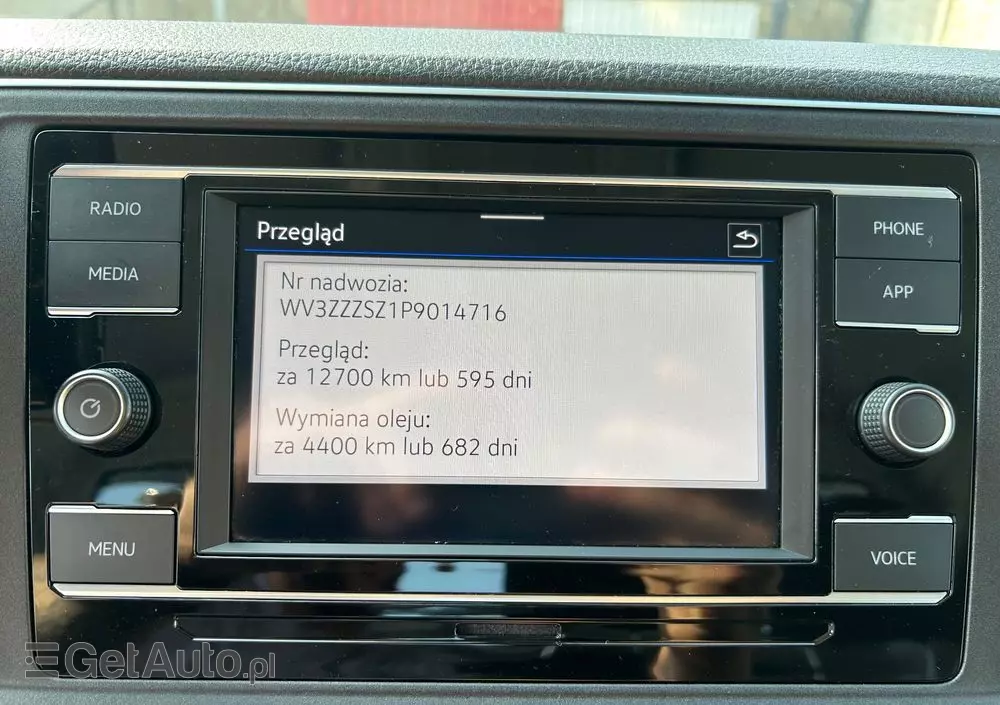 RADIO
MEDIA
MENU
Przegląd
Nr nadwozia:
WV3ZZZSZ1P9014716
Przegląd:
za 12700 km lub 595 dni
Wymiana oleju:
za 4400 km lub 682 dni
PHONE
APP
VOICE
GetAuto.pl